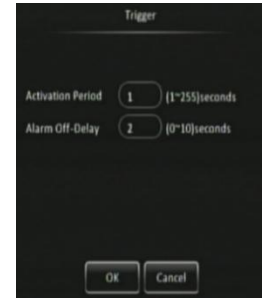 Trigger
Activation Period 1 (1~255)seconds
Alarm Off-Delay 2 (0~10)seconds
OK Cancel